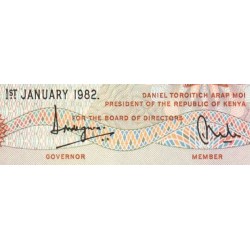 1ST JANUARY 1982.
DANIEL TOROITICH ARAP MOI
PRESIDENT OF THE REPUBLIC OF KENYA
FOR THE BOARD OF DIRECTORS
GOVERNOR
MEMBER